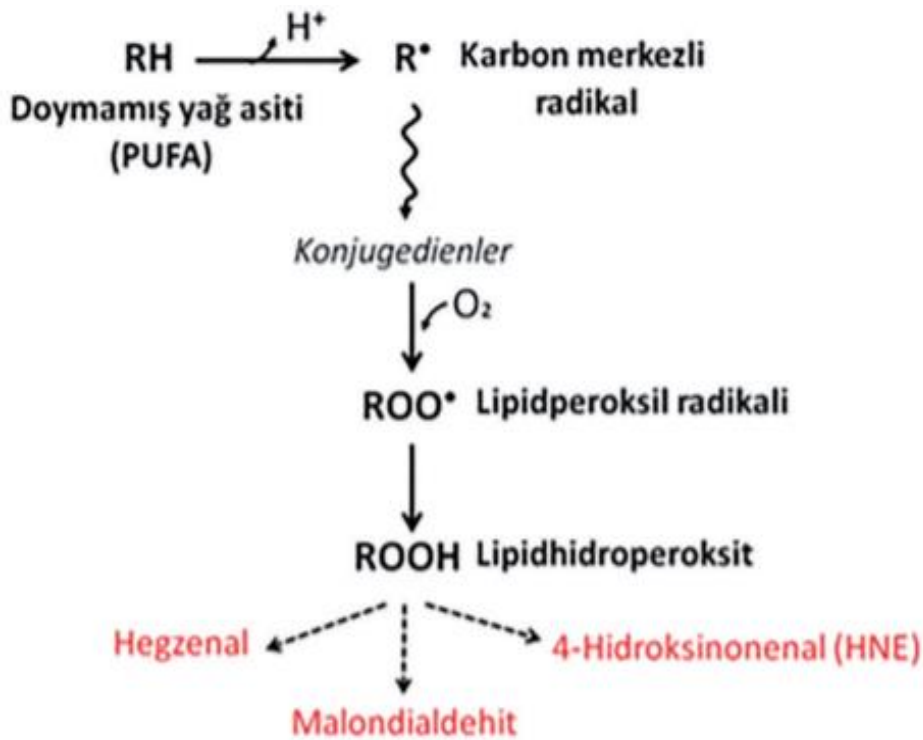 H⁺
RH
R•
Karbon merkezli
radikal
Doymamış yağ asiti
(PUFA)
Konjugedienler
O₂
ROO• Lipidperoksil radikali
ROOH Lipidhidroperoksit
Hegzenal
4-Hidroksinonenal (HNE)
Malondialdehit